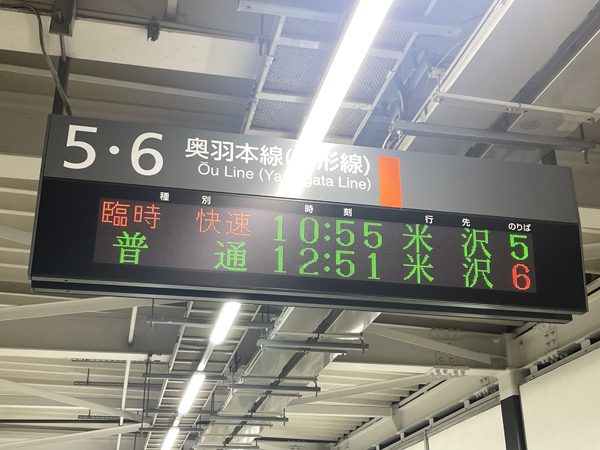 5・6 奥羽本線(形線)
Ōu Line (Yagata Line)
種別 時刻 行先 のりば
臨時 快速 10:55 米沢 5
普通 12:51 米沢 6